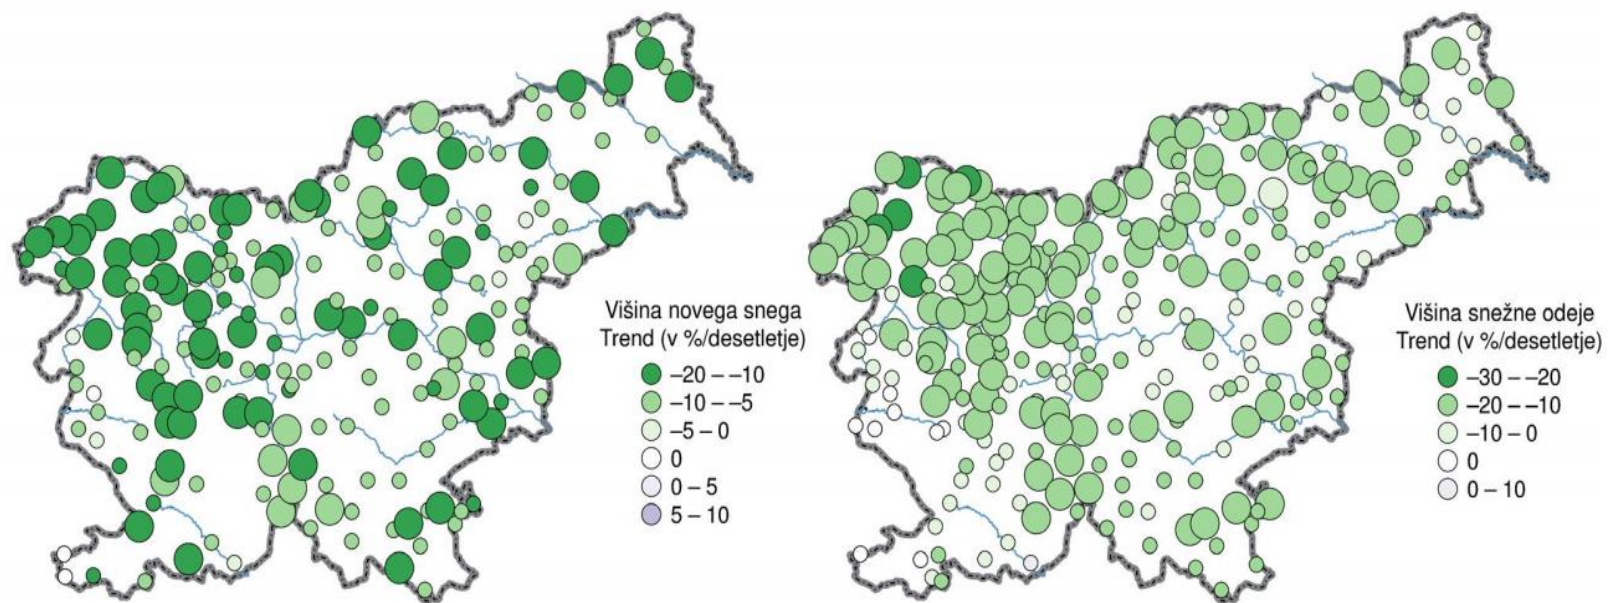 Višina novega snega
Trend (v %/desetletje)
–20 – –10
–10 – –5
–5 – 0
0
0 – 5
5 – 10
Višina snežne odeje
Trend (v %/desetletje)
–30 – –20
–20 – –10
–10 – 0
0
0 – 10